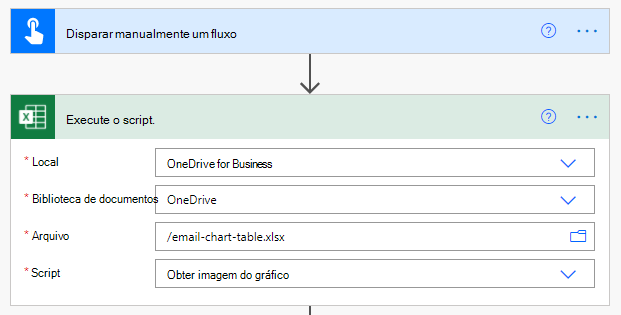 Disparar manualmente um fluxo
Execute o script.
* Local OneDrive for Business
* Biblioteca de documentos OneDrive
* Arquivo /email-chart-table.xlsx
* Script Obter imagem do gráfico